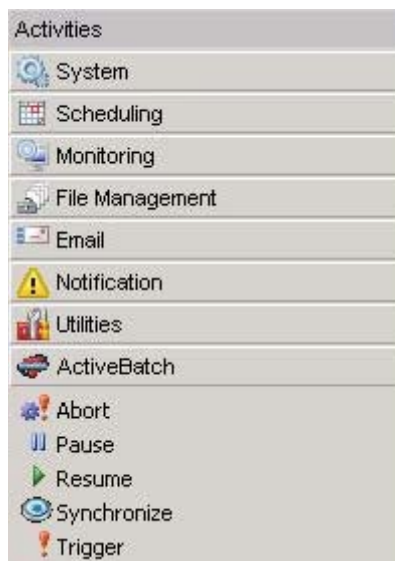 Activities
System
Scheduling
Monitoring
File Management
Email
Notification
Utilities
ActiveBatch
Abort
Pause
Resume
Synchronize
Trigger